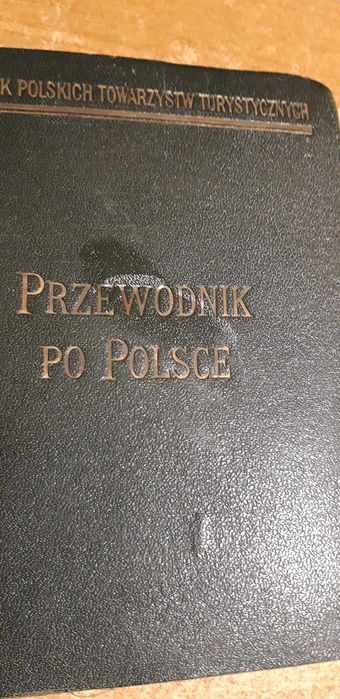 K POLSKICH TOWARZYSTW TURYSTYCZNYCH
PRZEWODNIK
PO POLSCE